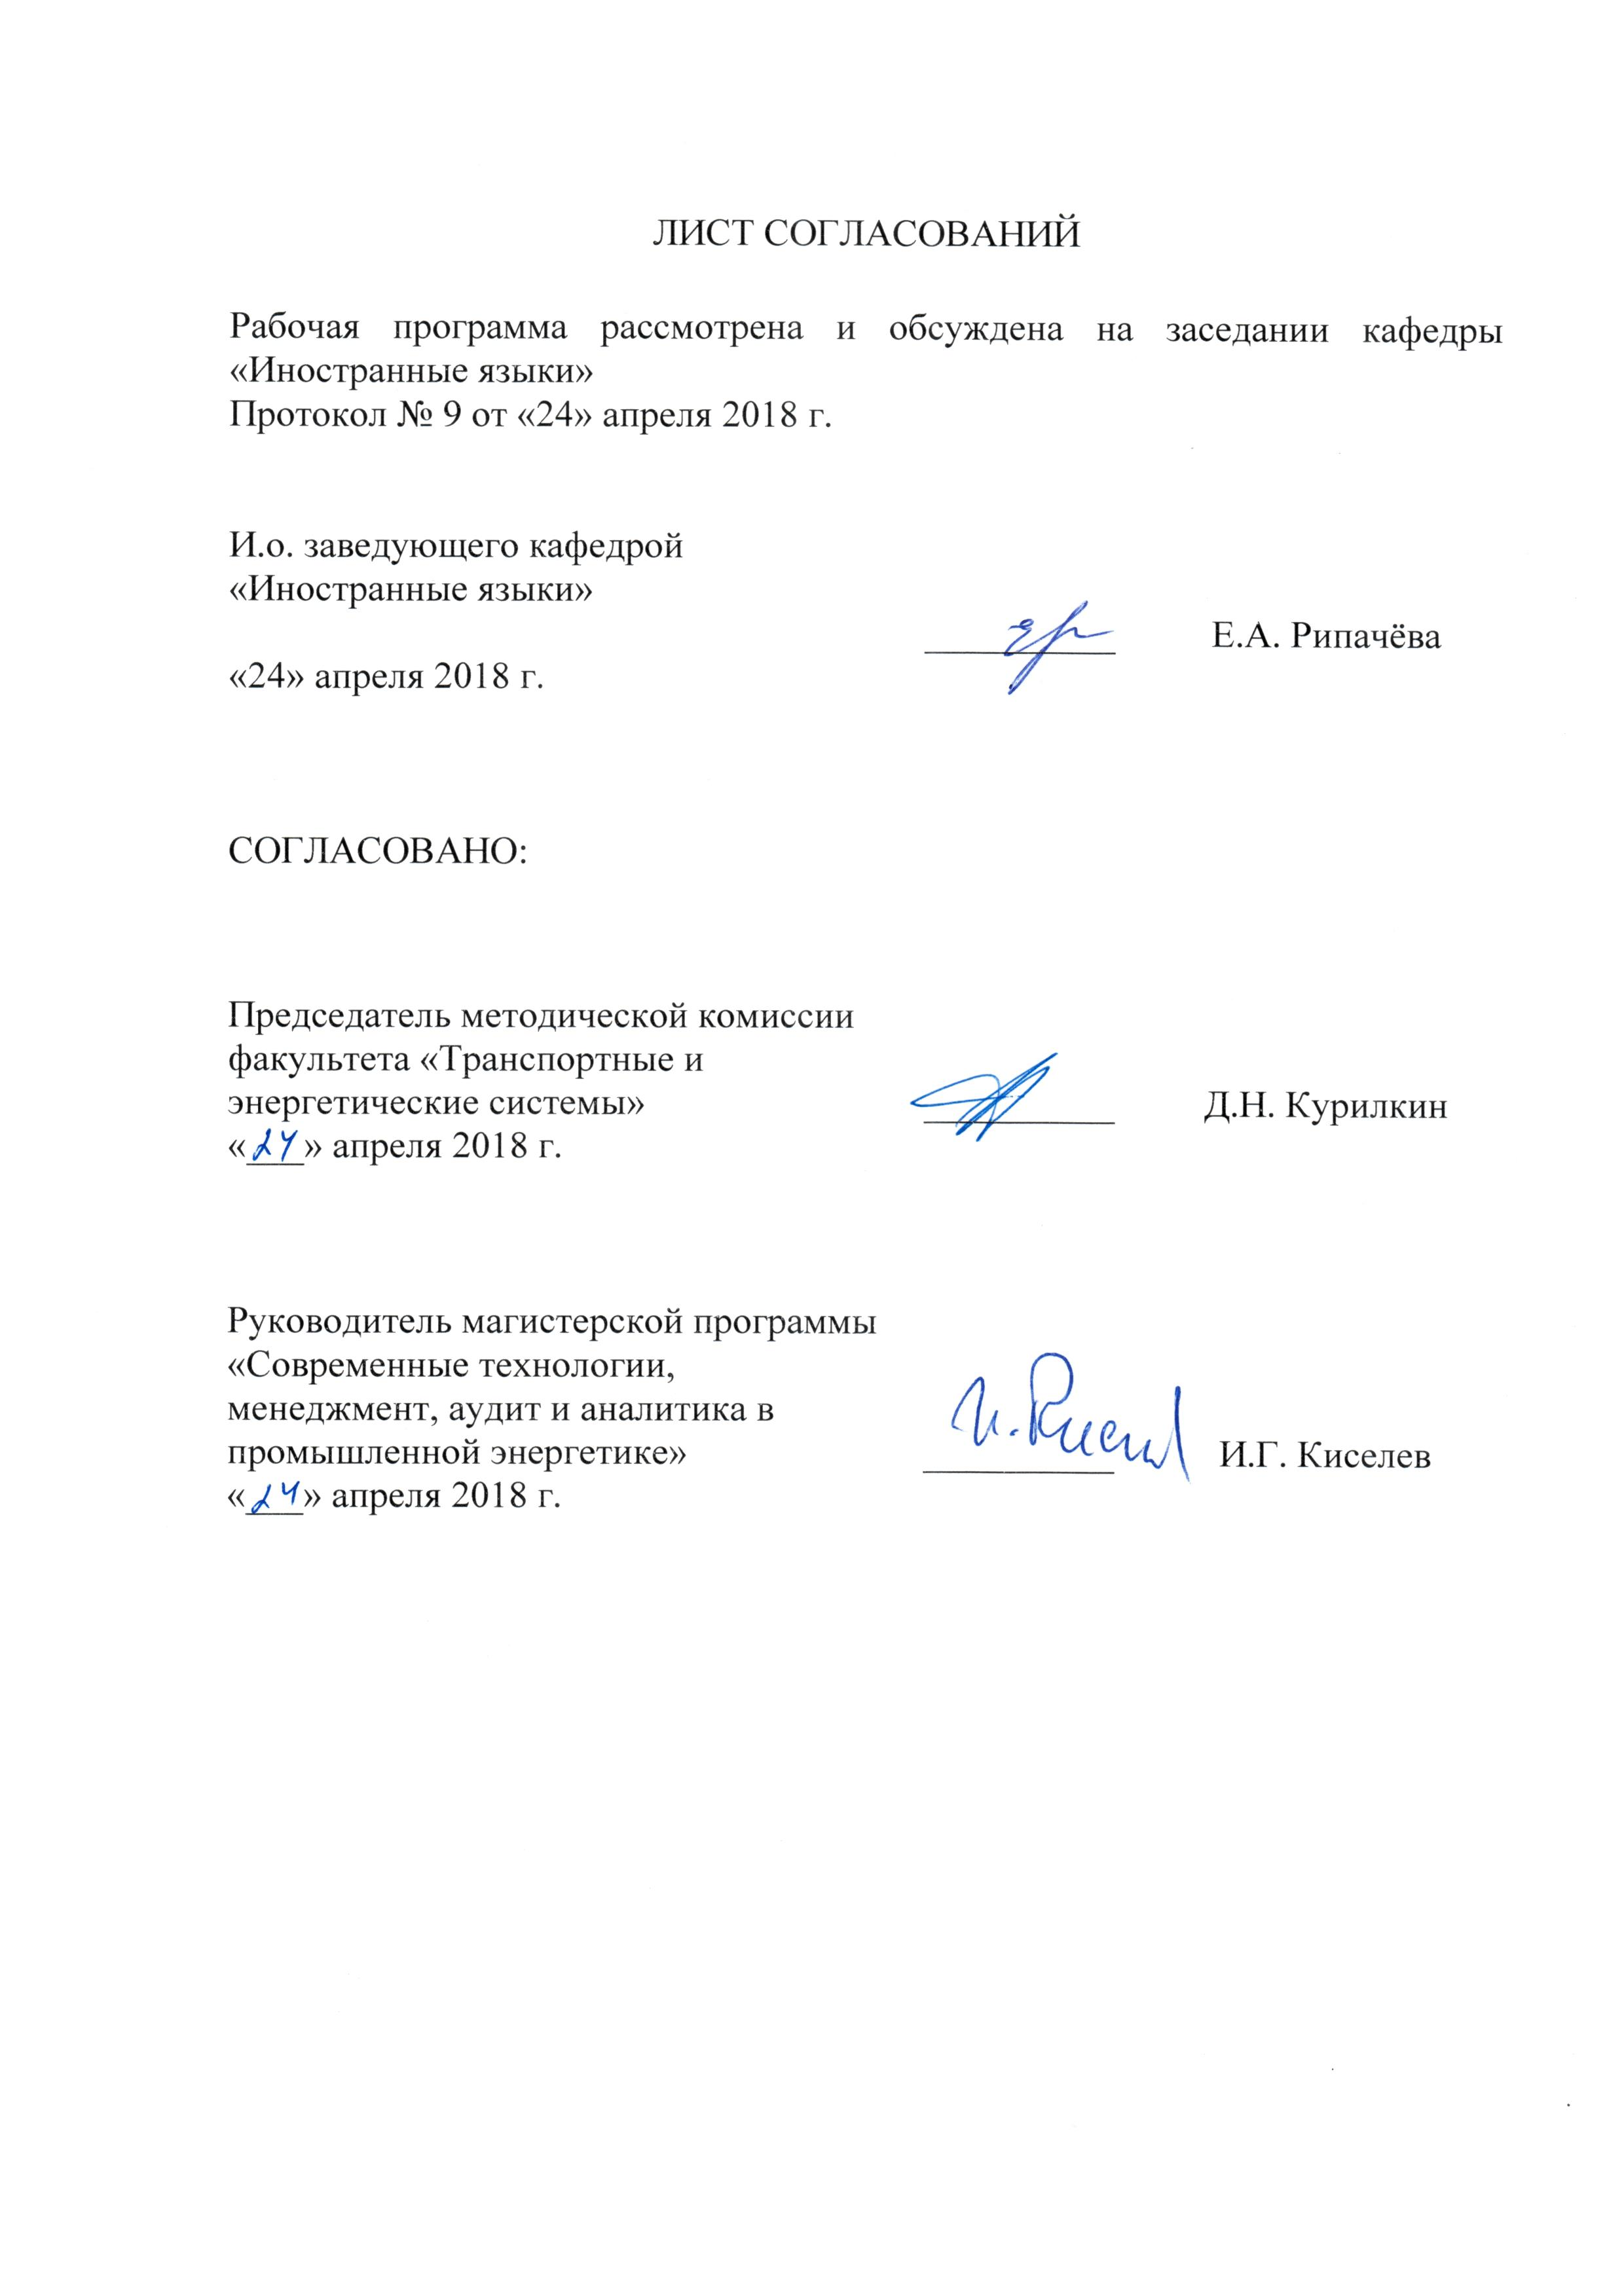 ЛИСТ СОГЛАСОВАНИЙ
Рабочая программа рассмотрена и обсуждена на заседании кафедры
«Иностранные языки»
Протокол № 9 от «24» апреля 2018 г.
И.о. заведующего кафедрой
«Иностранные языки»
Е.А. Рипачёва
«24» апреля 2018 г.
СОГЛАСОВАНО:
Председатель методической комиссии
факультета «Транспортные и
энергетические системы»
Д.Н. Курилкин
«24» апреля 2018 г.
Руководитель магистерской программы
«Современные технологии,
менеджмент, аудит и аналитика в
промышленной энергетике»
И.Г. Киселев
«24» апреля 2018 г.